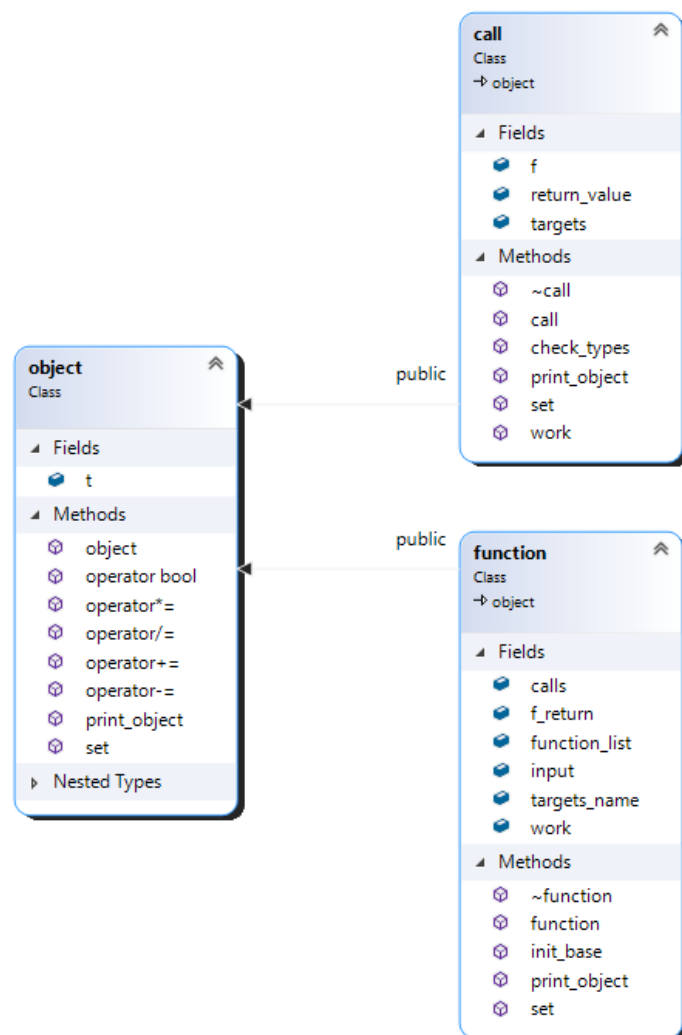 call
Class
object
Fields
f
return_value
targets
Methods
~call
call
check_types
print_object
set
work
public
object
Class
Fields
t
Methods
object
operator bool
operator*=
operator/=
operator+=
operator-=
print_object
set
Nested Types
public
function
Class
object
Fields
calls
f_return
function_list
input
targets_name
work
Methods
~function
function
init_base
print_object
set